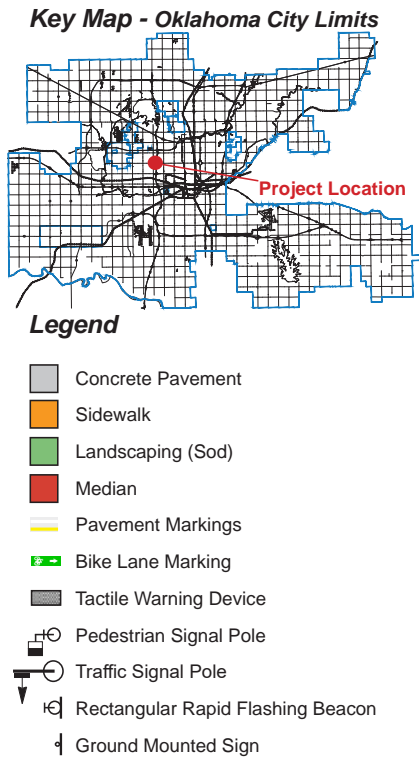 Key Map - Oklahoma City Limits
Project Location
Legend
Concrete Pavement
Sidewalk
Landscaping (Sod)
Median
Pavement Markings
Bike Lane Marking
Tactile Warning Device
Pedestrian Signal Pole
Traffic Signal Pole
Rectangular Rapid Flashing Beacon
Ground Mounted Sign